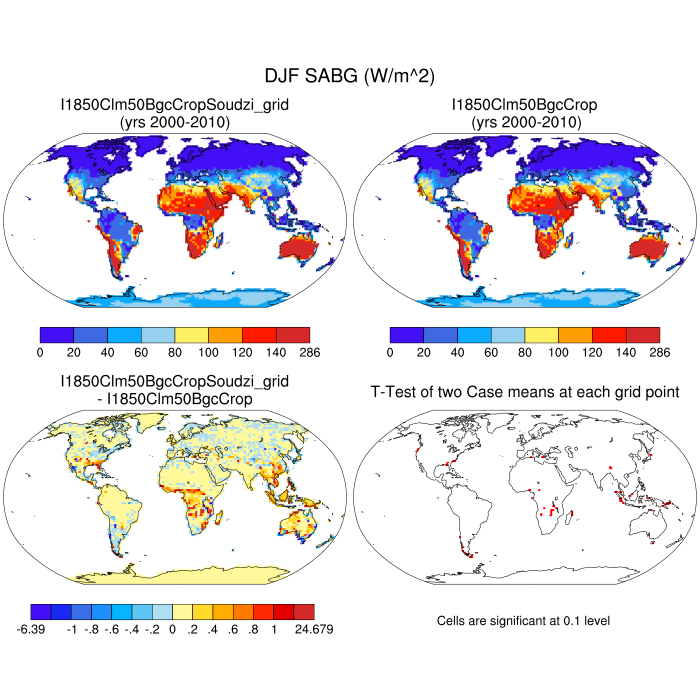 DJF SABG (W/m^2)
I1850Clm50BgcCropSoudzi_grid
(yrs 2000-2010)
I1850Clm50BgcCrop
(yrs 2000-2010)
0 20 40 60 80 100 120 140 286
0 20 40 60 80 100 120 140 286
I1850Clm50BgcCropSoudzi_grid
- I1850Clm50BgcCrop
T-Test of two Case means at each grid point
-6.39 -1 -.8 -.6 -.4 -.2 0 .2 .4 .6 .8 1 24.679
Cells are significant at 0.1 level